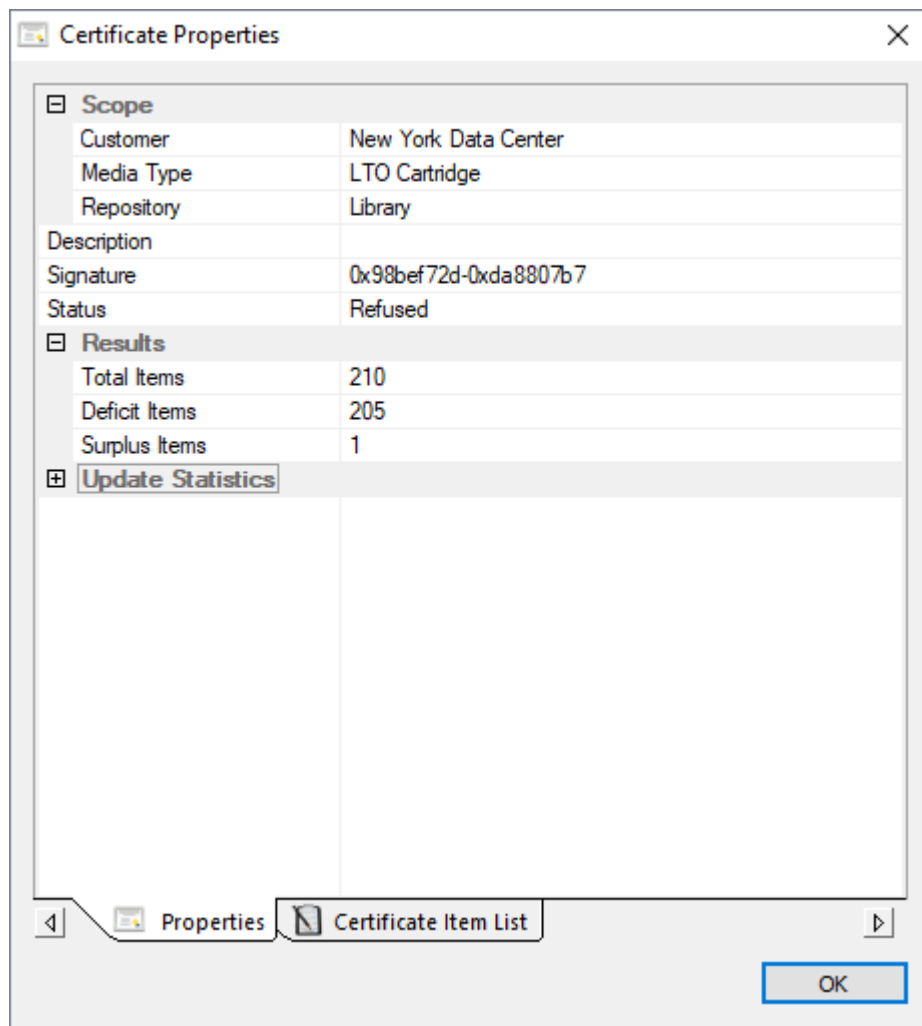 Certificate Properties
Scope
Customer New York Data Center
Media Type LTO Cartridge
Repository Library
Description
Signature 0x98bef72d-0xda8807b7
Status Refused
Results
Total Items 210
Deficit Items 205
Surplus Items 1
Update Statistics
Properties Certificate Item List
OK